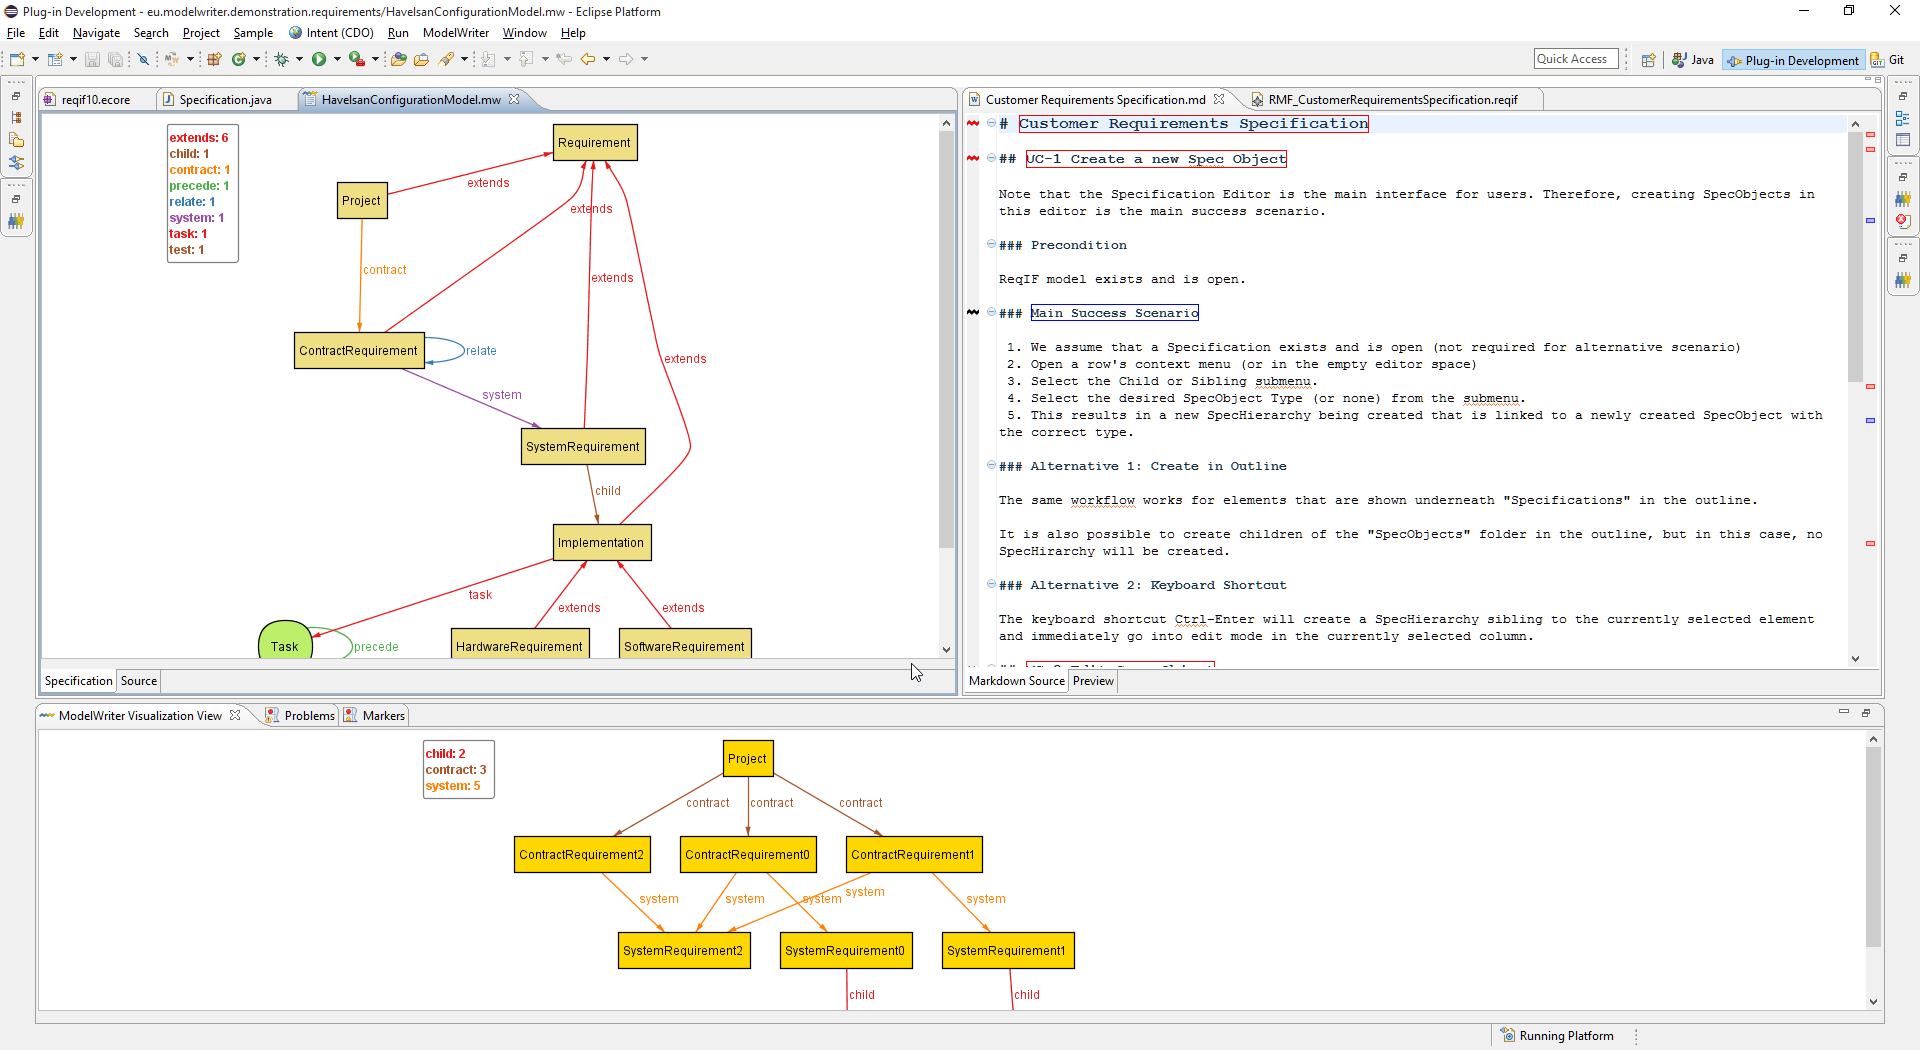 Plug-in Development - eu.modelwriter.demonstration.requirements/HavelsanConfigurationModel.mw - Eclipse Platform
File Edit Navigate Search Project Sample Intent (CDO) Run ModelWriter Window Help
Quick Access Java Plug-in Development Git
reqif10.ecore Specification.java HavelsanConfigurationModel.mw
extends: 6
child: 1
contract: 1
precede: 1
relate: 1
system: 1
task: 1
test: 1
Requirement
extends
Project
extends
contract
extends
ContractRequirement
relate
extends
system
SystemRequirement
child
Implementation
task
extends
extends
Task
precede
HardwareRequirement
SoftwareRequirement
Specification Source
Customer Requirements Specification.md RMF_CustomerRequirementsSpecification.reqif
# Customer Requirements Specification
## UC-1 Create a new Spec Object
Note that the Specification Editor is the main interface for users. Therefore, creating SpecObjects in
this editor is the main success scenario.
### Precondition
ReqIF model exists and is open.
### Main Success Scenario
1. We assume that a Specification exists and is open (not required for alternative scenario)
2. Open a row's context menu (or in the empty editor space)
3. Select the Child or Sibling submenu.
4. Select the desired SpecObject Type (or none) from the submenu.
5. This results in a new SpecHierarchy being created that is linked to a newly created SpecObject with
the correct type.
### Alternative 1: Create in Outline
The same workflow works for elements that are shown underneath "Specifications" in the outline.
It is also possible to create children of the "SpecObjects" folder in the outline, but in this case, no
SpecHirarchy will be created.
### Alternative 2: Keyboard Shortcut
The keyboard shortcut Ctrl-Enter will create a SpecHierarchy sibling to the currently selected element
and immediately go into edit mode in the currently selected column.
Markdown Source Preview
ModelWriter Visualization View Problems Markers
child: 2
contract: 3
system: 5
Project
contract contract contract
ContractRequirement2 ContractRequirement0 ContractRequirement1
system system system system system
SystemRequirement2 SystemRequirement0 SystemRequirement1
child child
Running Platform